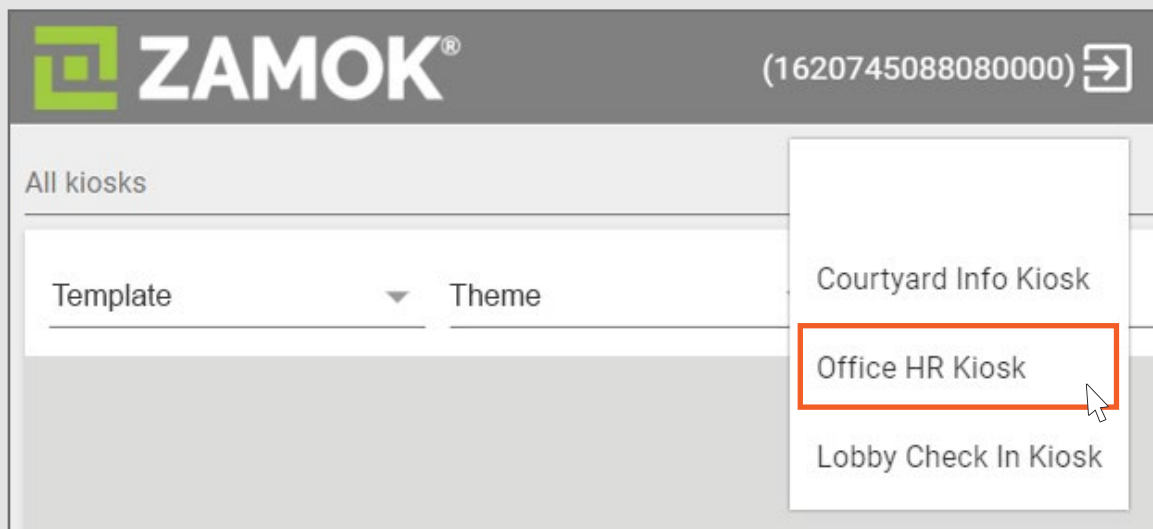 ZAMOK®
(1620745088080000)
All kiosks
Template
Theme
Courtyard Info Kiosk
Office HR Kiosk
Lobby Check In Kiosk